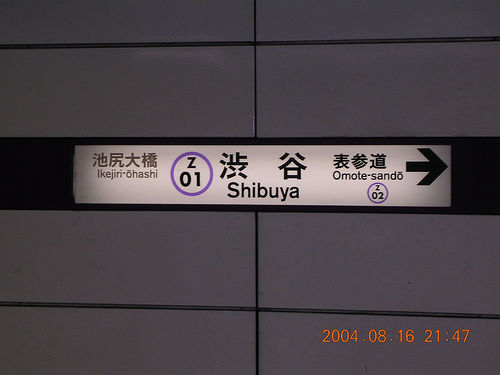 池尻大橋
Ikejiri-ōhashi
Z
01
渋谷
Shibuya
表参道
Omote-sandō
Z
02
2004.08.16 21:47